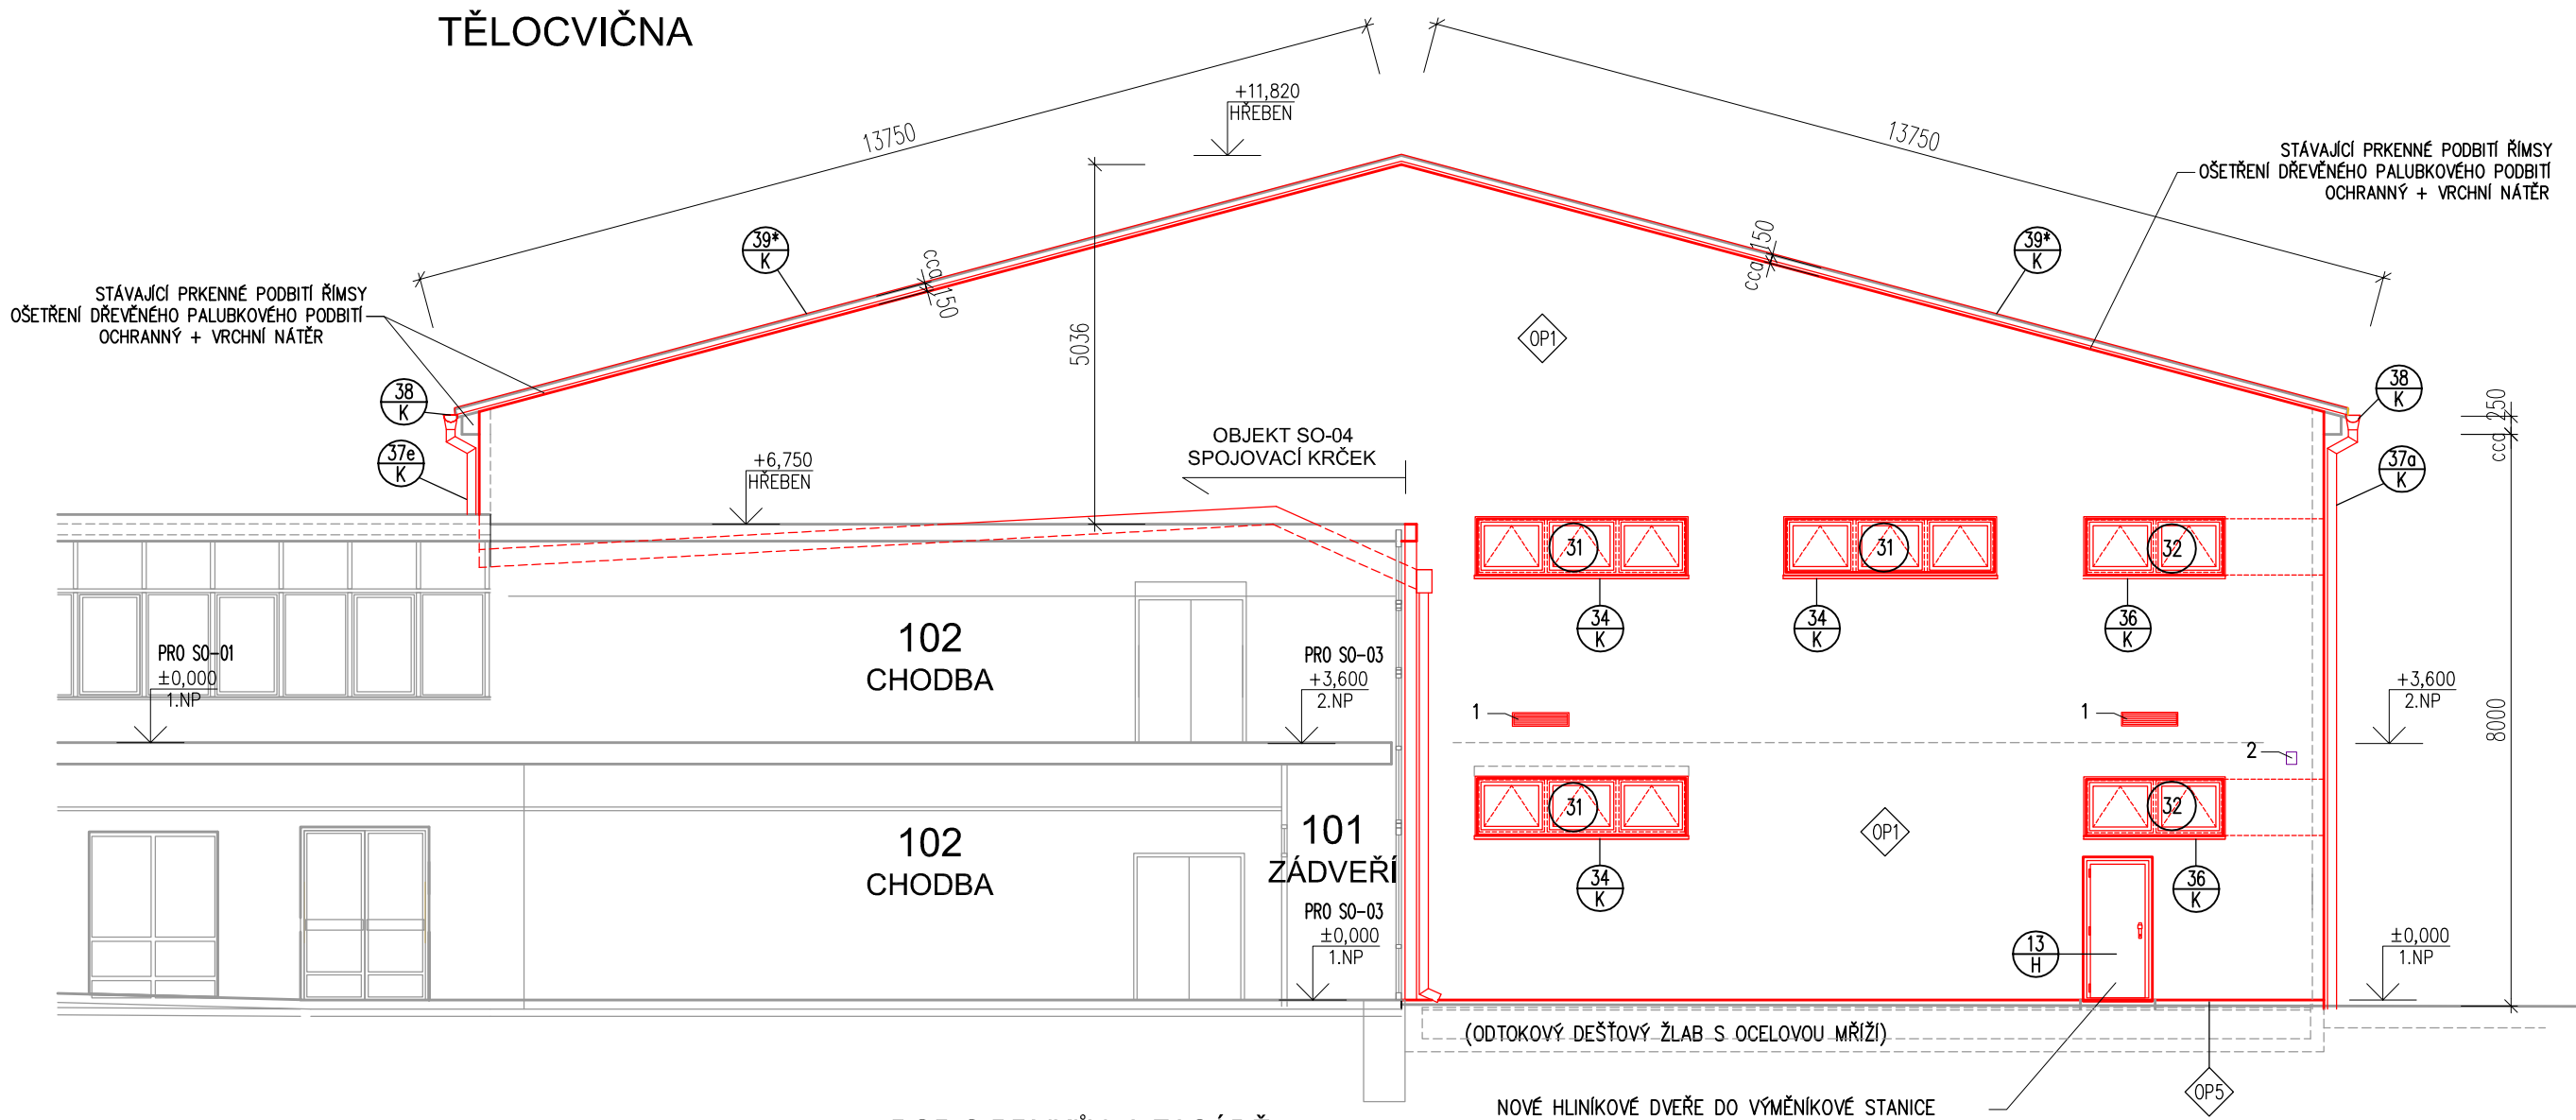 TĚLOCVIČNA
13750
13750
+11,820
HŘEBEN
STÁVAJÍCÍ PRKENNÉ PODBITÍ ŘÍMSY
OŠETŘENÍ DŘEVĚNÉHO PALUBKOVÉHO PODBITÍ
OCHRANNÝ + VRCHNÍ NÁTĚR
39*
K
39*
K
cca 150
cca 150
STÁVAJÍCÍ PRKENNÉ PODBITÍ ŘÍMSY
OŠETŘENÍ DŘEVĚNÉHO PALUBKOVÉHO PODBITÍ
OCHRANNÝ + VRCHNÍ NÁTĚR
5036
OP1
38
K
38
K
cca 250
37e
K
37a
K
OBJEKT SO-04
SPOJOVACÍ KRČEK
+6,750
HŘEBEN
31
31
32
34
K
34
K
36
K
102
CHODBA
PRO SO-01
±0,000
1.NP
PRO SO-03
+3,600
2.NP
+3,600
2.NP
8000
1
1
2
31
32
OP1
102
CHODBA
101
ZÁDVEŘÍ
34
K
36
K
PRO SO-03
±0,000
1.NP
13
H
±0,000
1.NP
(ODTOKOVÝ DEŠŤOVÝ ŽLAB S OCELOVOU MŘÍŽÍ)
OP5
NOVÉ HLINÍKOVÉ DVEŘE DO VÝMĚNÍKOVÉ STANICE